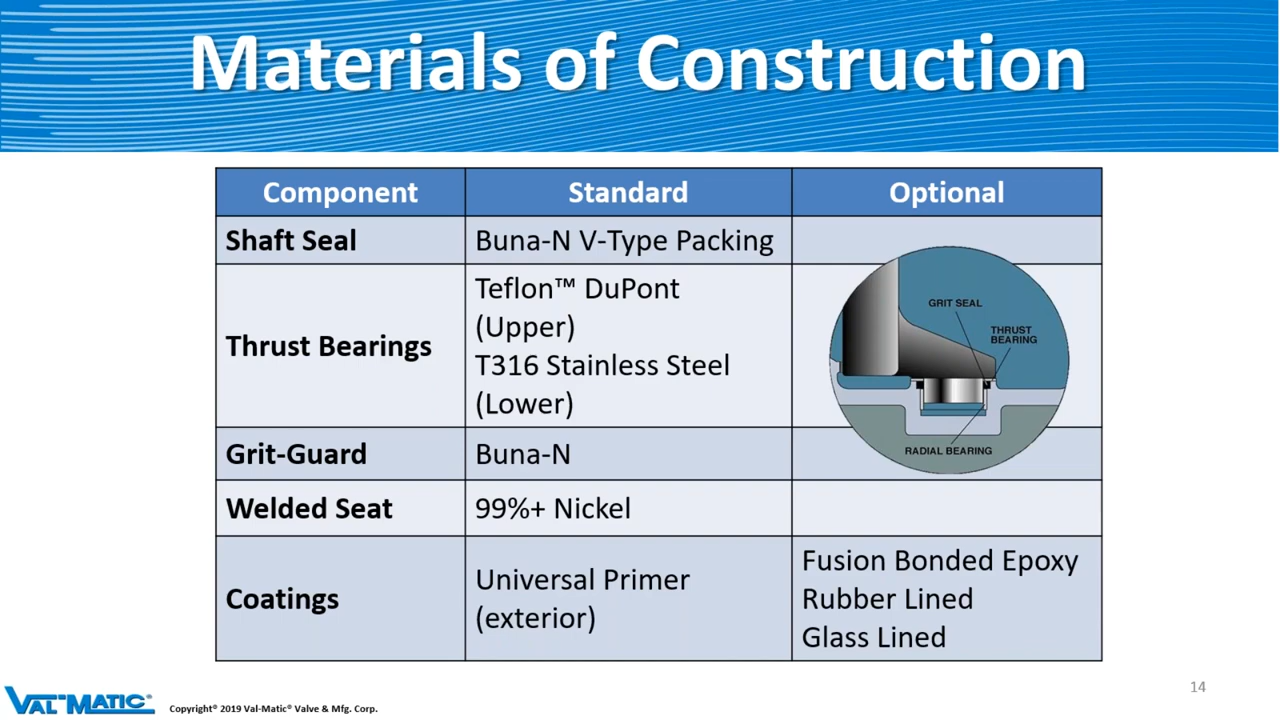 Materials of Construction
Component Standard Optional
Shaft Seal Buna-N V-Type Packing
Thrust Bearings
Teflon™ DuPont
(Upper)
T316 Stainless Steel
(Lower)
GRIT SEAL
THRUST
BEARING
RADIAL BEARING
Grit-Guard Buna-N
Welded Seat 99%+ Nickel
Coatings
Universal Primer
(exterior)
Fusion Bonded Epoxy
Rubber Lined
Glass Lined
VAL-MATIC®
Copyright© 2019 Val-Matic® Valve & Mfg. Corp.
14